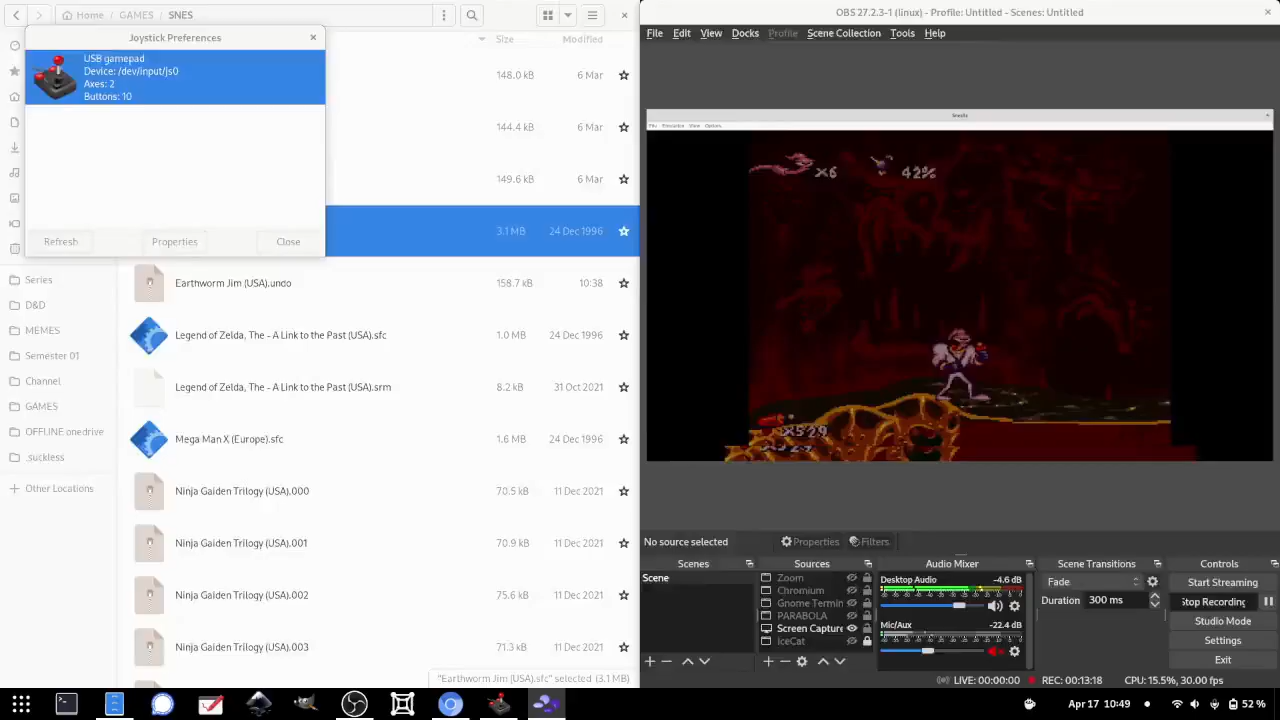 Home / GAMES / SNES
OBS 27.2.3-1 (linux) - Profile: Untitled - Scenes: Untitled
File Edit View Docks Profile Scene Collection Tools Help
Joystick Preferences
USB gamepad
Device: /dev/input/js0
Axes: 2
Buttons: 10
Refresh Properties Close
Size Modified
148.0 kB 6 Mar
144.4 kB 6 Mar
149.6 kB 6 Mar
3.1 MB 24 Dec 1996
Earthworm Jim (USA).undo 158.7 kB 10:38
Legend of Zelda, The - A Link to the Past (USA).sfc 1.0 MB 24 Dec 1996
Legend of Zelda, The - A Link to the Past (USA).srm 8.2 kB 31 Oct 2021
Mega Man X (Europe).sfc 1.6 MB 24 Dec 1996
Ninja Gaiden Trilogy (USA).000 70.5 kB 11 Dec 2021
Ninja Gaiden Trilogy (USA).001 70.9 kB 11 Dec 2021
Ninja Gaiden Trilogy (USA).002 75.6 kB 11 Dec 2021
Ninja Gaiden Trilogy (USA).003 71.3 kB 11 Dec 2021
"Earthworm Jim (USA).sfc" selected (3.1 MB)
Series
D&D
MEMES
Semester 01
Channel
GAMES
OFFLINE onedrive
.suckless
Other Locations
Snes9x
File Emulation View Options
X6 42%
X529
No source selected Properties Filters
Scenes
Scene
Sources
Zoom
Chromium
Gnome Termin
PARABOLA
Screen Capture
IceCat
Audio Mixer
Desktop Audio -4.6 dB
Mic/Aux -22.4 dB
Scene Transitions
Fade
Duration 300 ms
Controls
Start Streaming
Stop Recording
Studio Mode
Settings
Exit
LIVE: 00:00:00 REC: 00:13:18 CPU: 15.5%, 30.00 fps
Apr 17 10:49 52 %